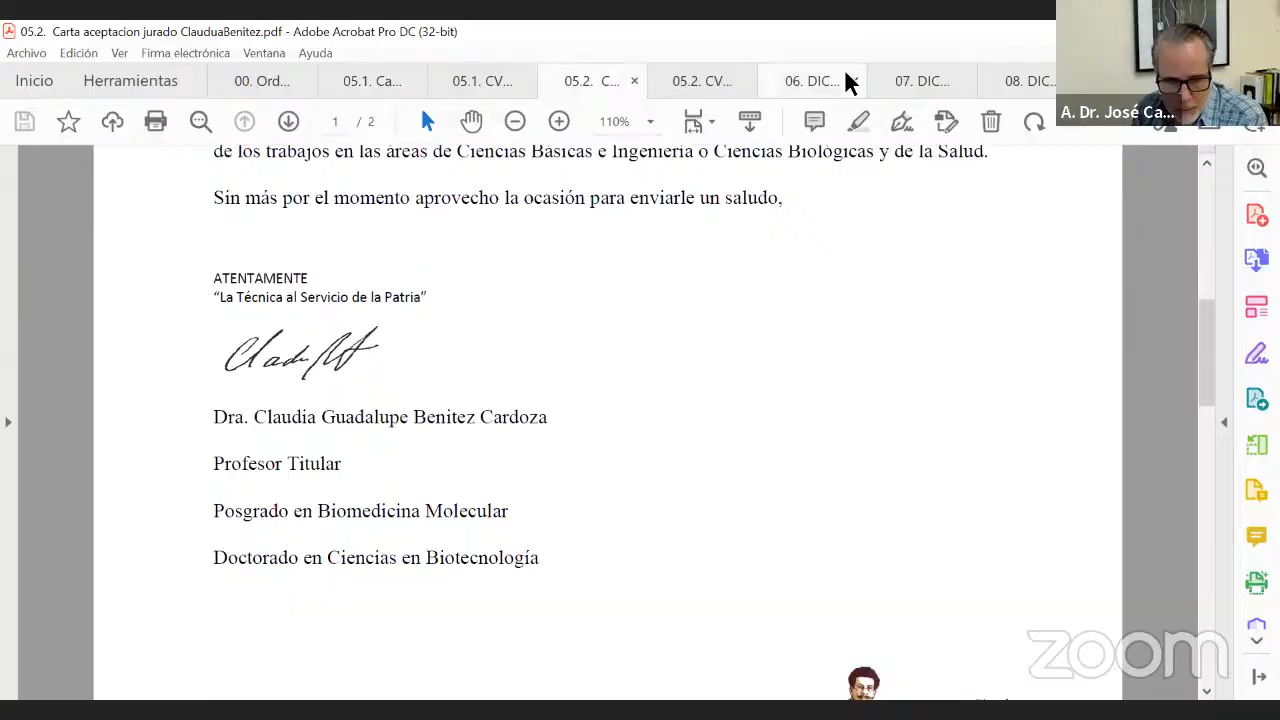 05.2. Carta aceptacion jurado ClauduaBenitez.pdf - Adobe Acrobat Pro DC (32-bit)
Archivo Edición Ver Firma electrónica Ventana Ayuda
Inicio Herramientas 00. Ord... 05.1. Ca... 05.1. CV... 05.2. C... × 05.2. CV... 06. DIC... 07. DIC... 08. DIC...
A. Dr. José Ca...
1 / 2 110%
de los trabajos en las áreas de Ciencias Básicas e Ingeniería o Ciencias Biológicas y de la Salud.
Sin más por el momento aprovecho la ocasión para enviarle un saludo,
ATENTAMENTE
“La Técnica al Servicio de la Patria”
Dra. Claudia Guadalupe Benitez Cardoza
Profesor Titular
Posgrado en Biomedicina Molecular
Doctorado en Ciencias en Biotecnología
zoom